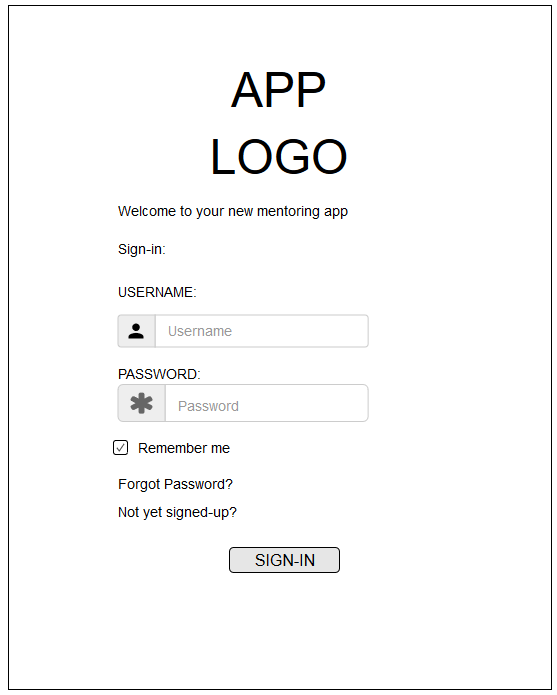 APP
LOGO
Welcome to your new mentoring app
Sign-in:
USERNAME:
Username
PASSWORD:
Password
Remember me
Forgot Password?
Not yet signed-up?
SIGN-IN